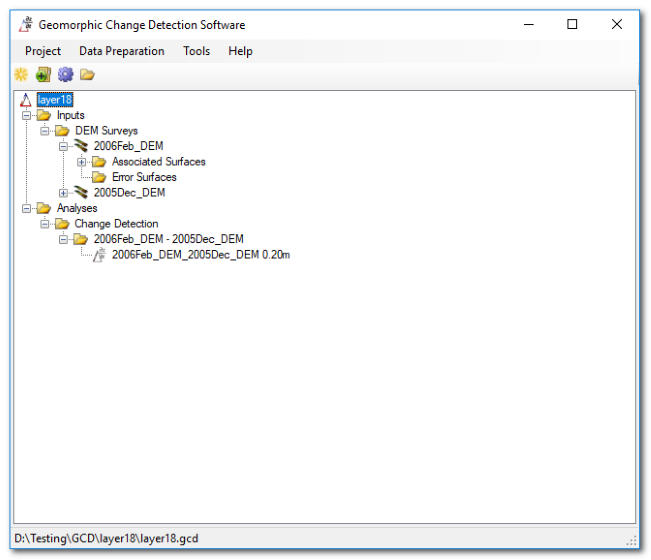 Geomorphic Change Detection Software
Project Data Preparation Tools Help
layer18
Inputs
DEM Surveys
2006Feb_DEM
Associated Surfaces
Error Surfaces
2005Dec_DEM
Analyses
Change Detection
2006Feb_DEM - 2005Dec_DEM
2006Feb_DEM_2005Dec_DEM 0.20m
D:\Testing\GCD\layer18\layer18.gcd